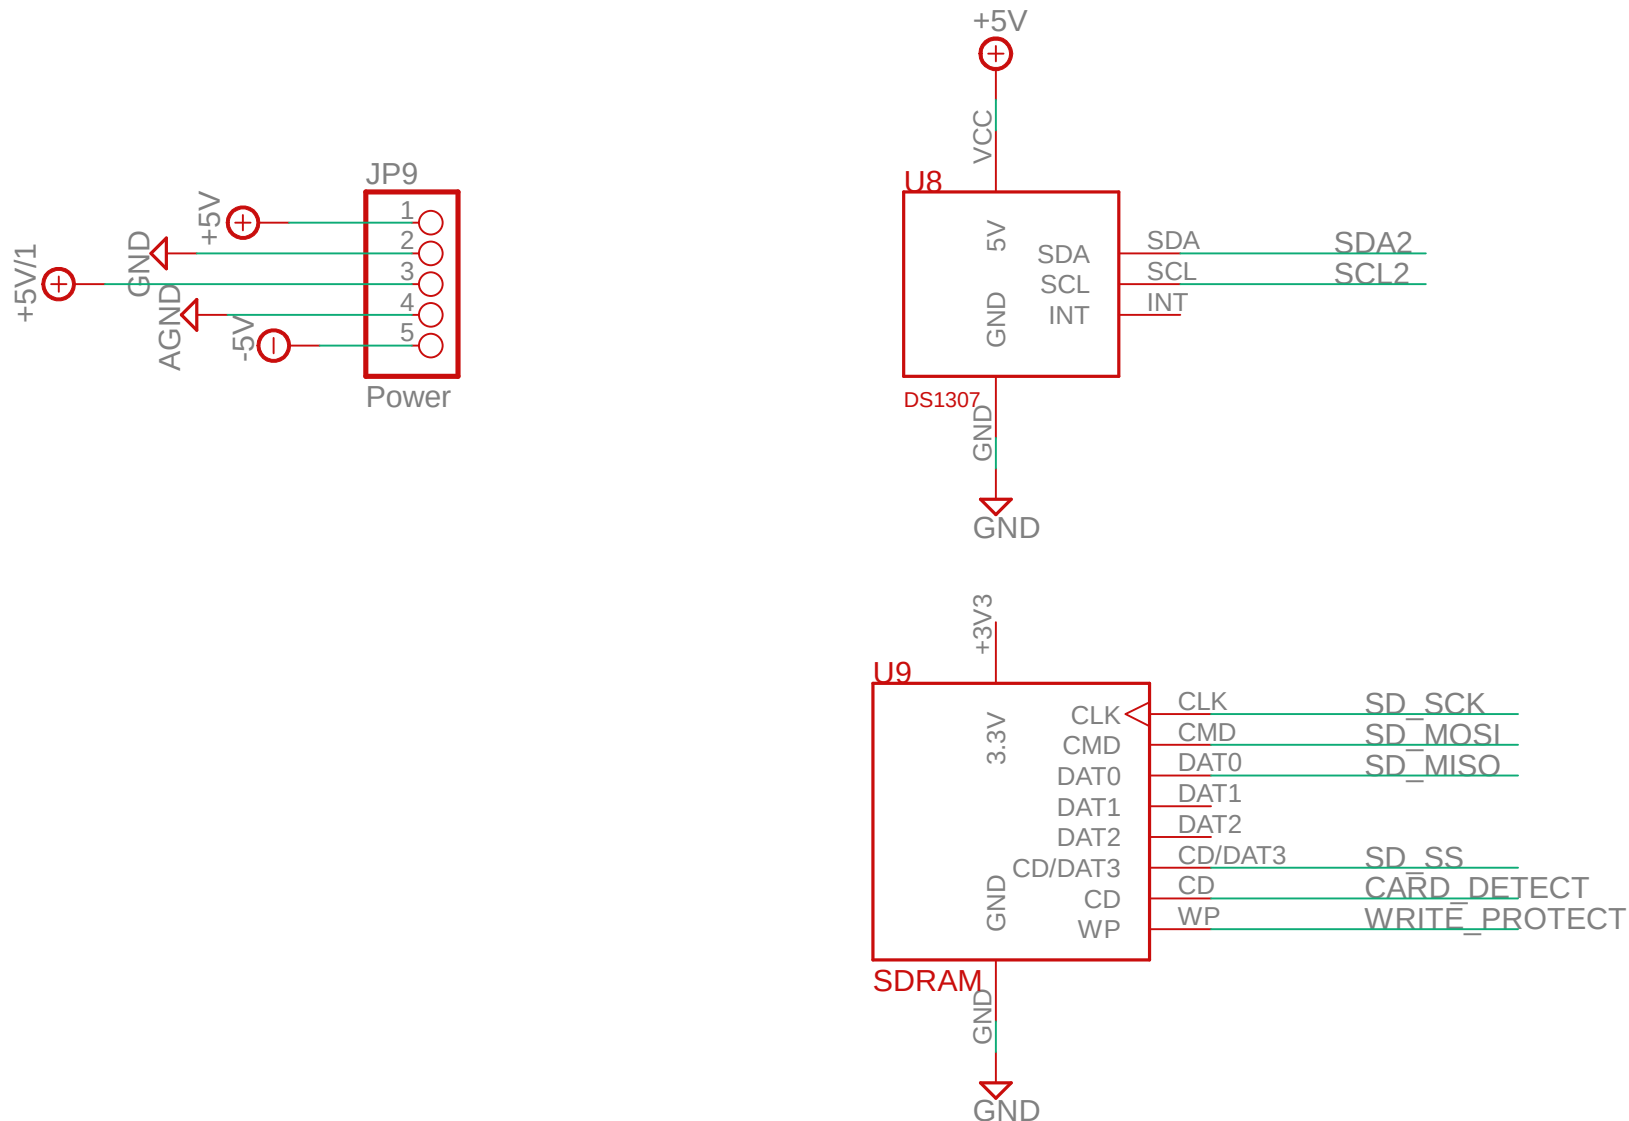 JP9
+5V
GND
+5V/1
AGND
-5V
1
2
3
4
5
Power
+5V
VCC
U8
5V
GND
SDA
SCL
INT
SDA
SCL
INT
SDA2
SCL2
DS1307
GND
GND
+3V3
U9
3.3V
GND
CLK
CMD
DAT0
DAT1
DAT2
CD/DAT3
CD
WP
CLK
CMD
DAT0
DAT1
DAT2
CD/DAT3
CD
WP
SD_SCK
SD_MOSI
SD_MISO
SD_SS
CARD_DETECT
WRITE_PROTECT
SDRAM
GND
GND